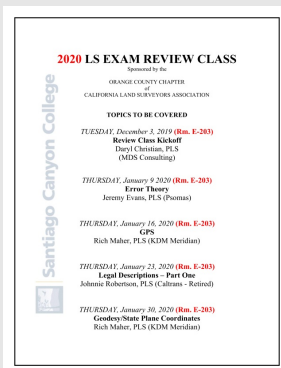 2020 LS EXAM REVIEW CLASS
Sponsored by the
ORANGE COUNTY CHAPTER
of
CALIFORNIA LAND SURVEYORS ASSOCIATION
TOPICS TO BE COVERED
TUESDAY, December 3, 2019 (Rm. E-203)
Review Class Kickoff
Daryl Christian, PLS
(MDS Consulting)
THURSDAY, January 9 2020 (Rm. E-203)
Error Theory
Jeremy Evans, PLS (Psomas)
THURSDAY, January 16, 2020 (Rm. E-203)
GPS
Rich Maher, PLS (KDM Meridian)
THURSDAY, January 23, 2020 (Rm. E-203)
Legal Descriptions – Part One
Johnnie Robertson, PLS (Caltrans - Retired)
THURSDAY, January 30, 2020 (Rm. E-203)
Geodesy/State Plane Coordinates
Rich Maher, PLS (KDM Meridian)
Santiago Canyon College